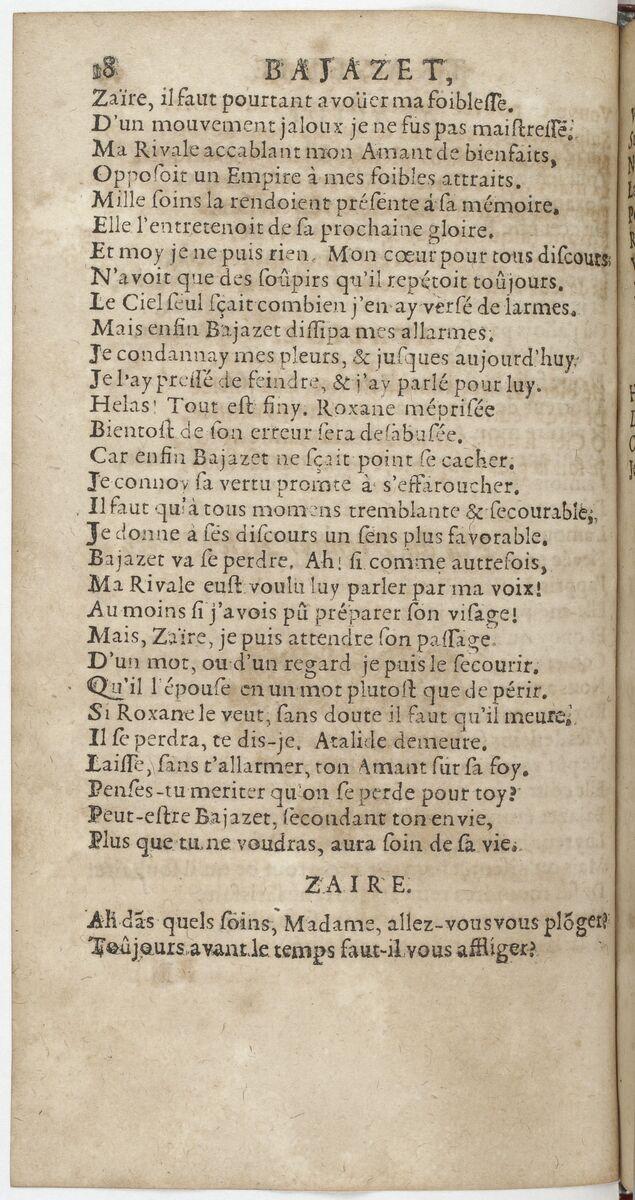 18 BAJAZET,
Zaïre, il faut pourtant avoüer ma foiblesse.
D'un mouvement jaloux je ne fus pas maistresse.
Ma Rivale accablant mon Amant de bienfaits,
Opposoit un Empire à mes foibles attraits.
Mille soins la rendoient présente à sa mémoire.
Elle l'entretenoit de sa prochaine gloire.
Et moy je ne puis rien. Mon cœur pour tous discours
N'avoit que des soûpirs qu'il repétoit toûjours.
Le Ciel seul sçait combien j'en ay versé de larmes.
Mais enfin Bajazet dissipa mes allarmes.
Je condannay mes pleurs, & jusques aujourd'huy
Je l'ay pressé de feindre, & j'ay parlé pour luy.
Helas! Tout est finy. Roxane méprisée
Bientost de son erreur sera desabusée.
Car enfin Bajazet ne sçait point se cacher.
Je connoy sa vertu promte à s'effaroucher.
Il faut qu'à tous momens tremblante & secourable,
Je donne à ses discours un sens plus favorable.
Bajazet va se perdre. Ah! si comme autrefois,
Ma Rivale eust voulu luy parler par ma voix!
Au moins si j'avois pû préparer son visage!
Mais, Zaïre, je puis attendre son passage.
D'un mot, ou d'un regard je puis le secourir.
Qu'il l'épouse en un mot plutost que de périr.
Si Roxane le veut, sans doute il faut qu'il meure.
Il se perdra, te dis-je. Atalide demeure.
Laisse, sans t'allarmer, ton Amant sur sa foy.
Penses-tu meriter qu'on se perde pour toy?
Peut-estre Bajazet, secondant ton envie,
Plus que tu ne voudras, aura soin de sa vie.
ZAIRE.
Ah dãs quels soins, Madame, allez-vous vous plõger?
Toûjours avant le temps faut-il vous affliger?